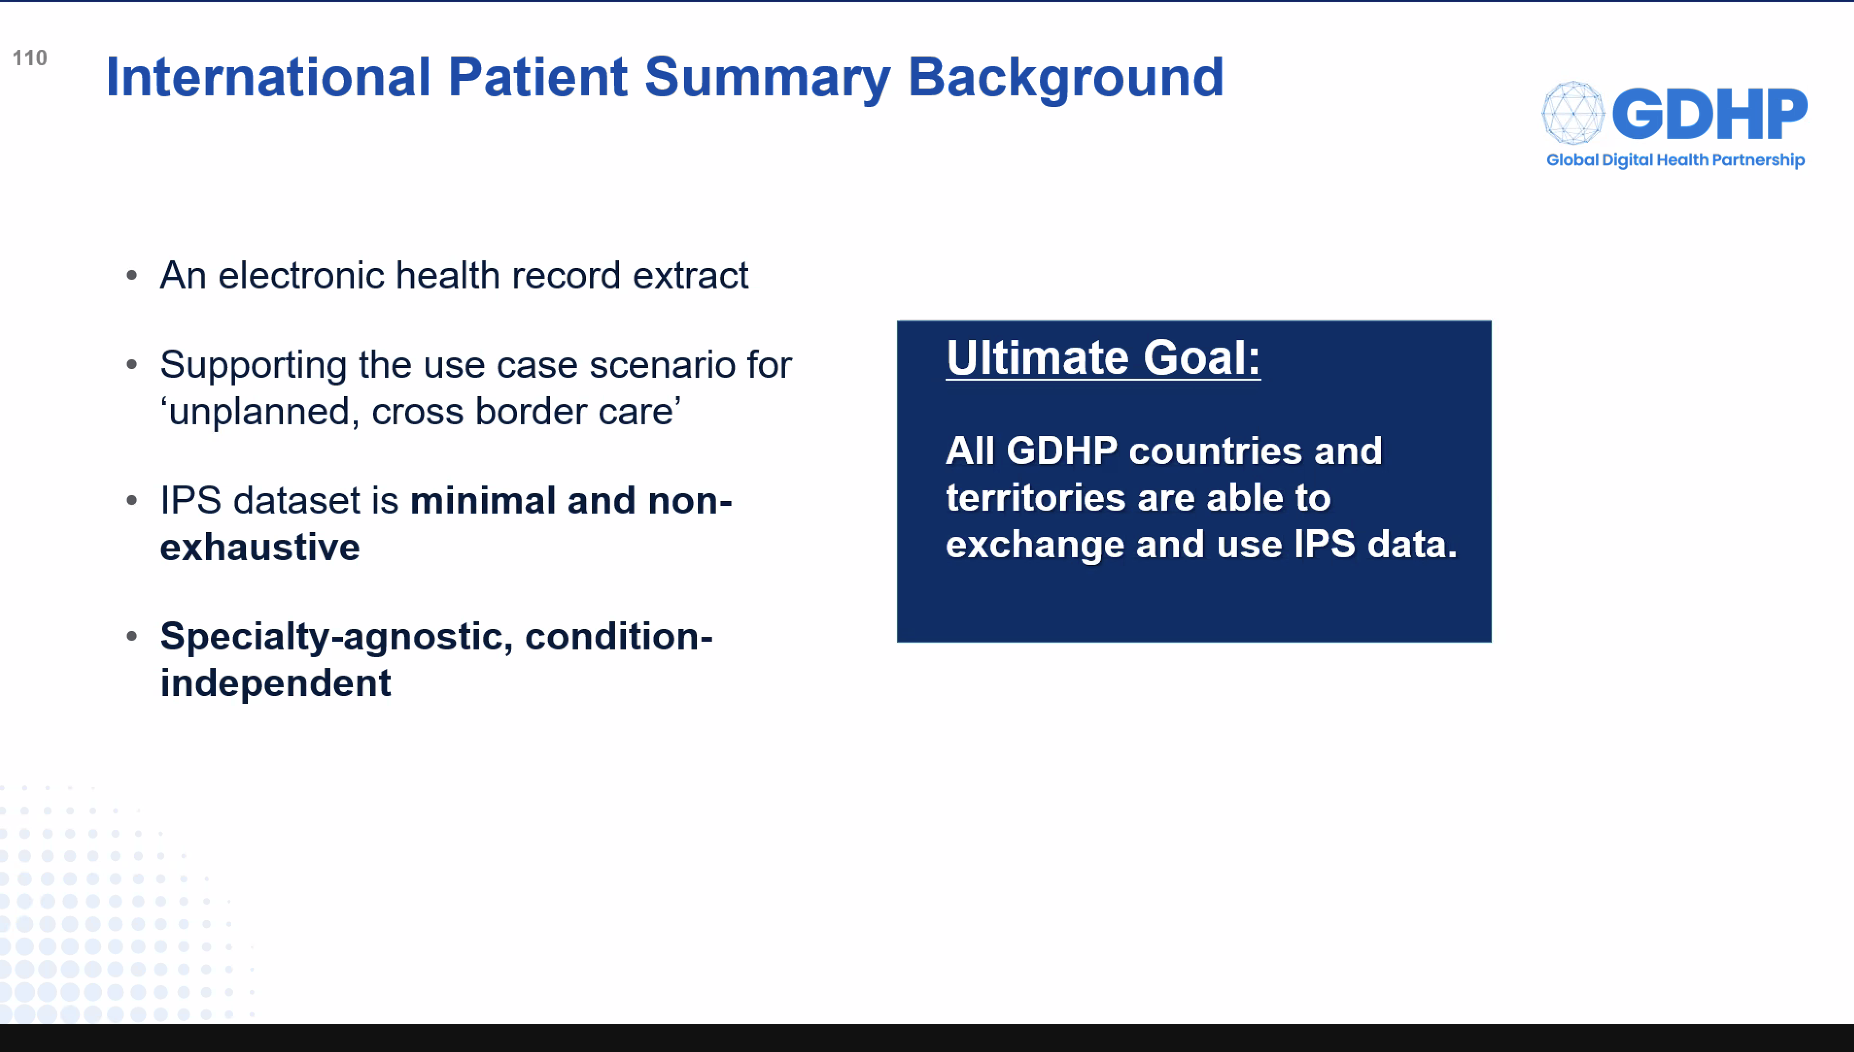 110
International Patient Summary Background
GDHP
Global Digital Health Partnership
• An electronic health record extract
• Supporting the use case scenario for
‘unplanned, cross border care’
• IPS dataset is minimal and non-
exhaustive
• Specialty-agnostic, condition-
independent
Ultimate Goal:
All GDHP countries and
territories are able to
exchange and use IPS data.